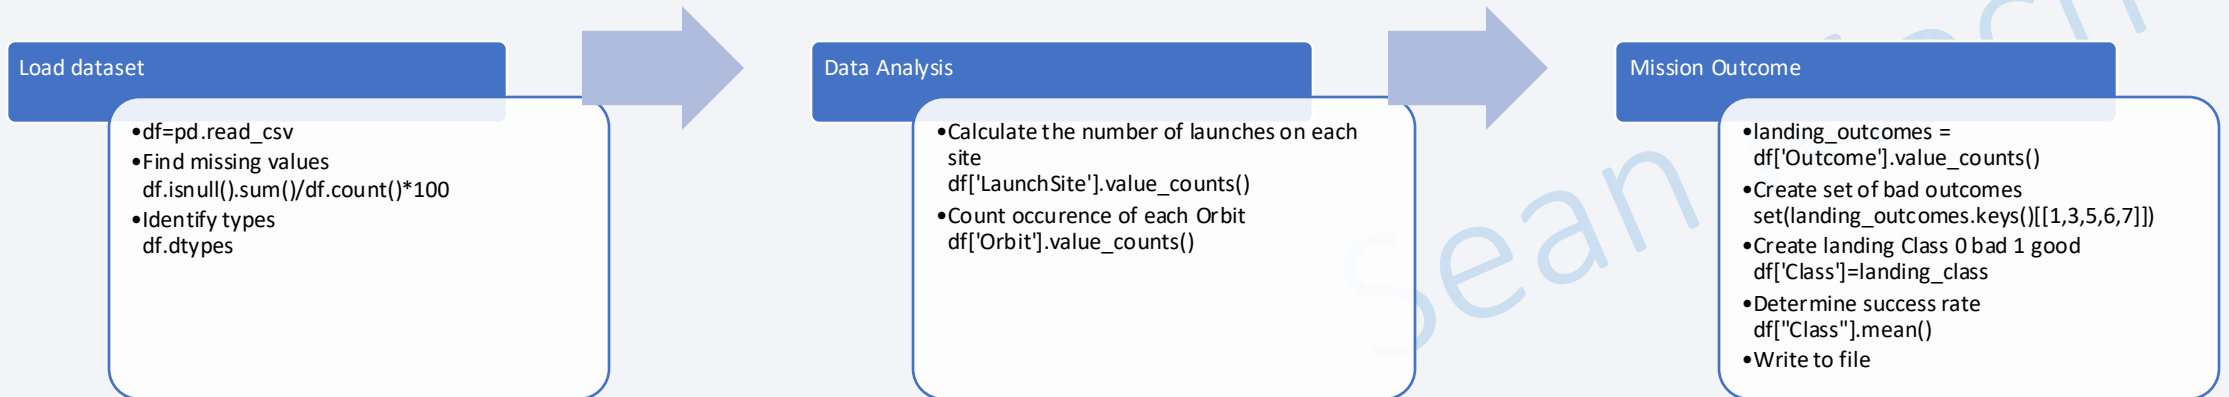 Load dataset
•df=pd.read_csv
•Find missing values
df.isnull().sum()/df.count()*100
•Identify types
df.dtypes
Data Analysis
•Calculate the number of launches on each
site
df['LaunchSite'].value_counts()
•Count occurence of each Orbit
df['Orbit'].value_counts()
Mission Outcome
•landing_outcomes =
df['Outcome'].value_counts()
•Create set of bad outcomes
set(landing_outcomes.keys()[[1,3,5,6,7]])
•Create landing Class 0 bad 1 good
df['Class']=landing_class
•Determine success rate
df["Class"].mean()
•Write to file
Sean